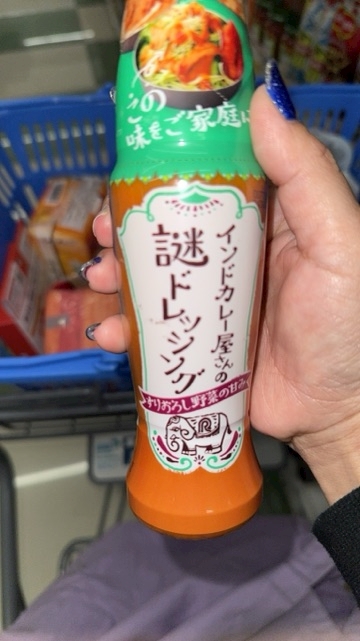 この
味をご家庭に
インドカレー屋さんの
謎ドレッシング
すりおろし野菜の甘み